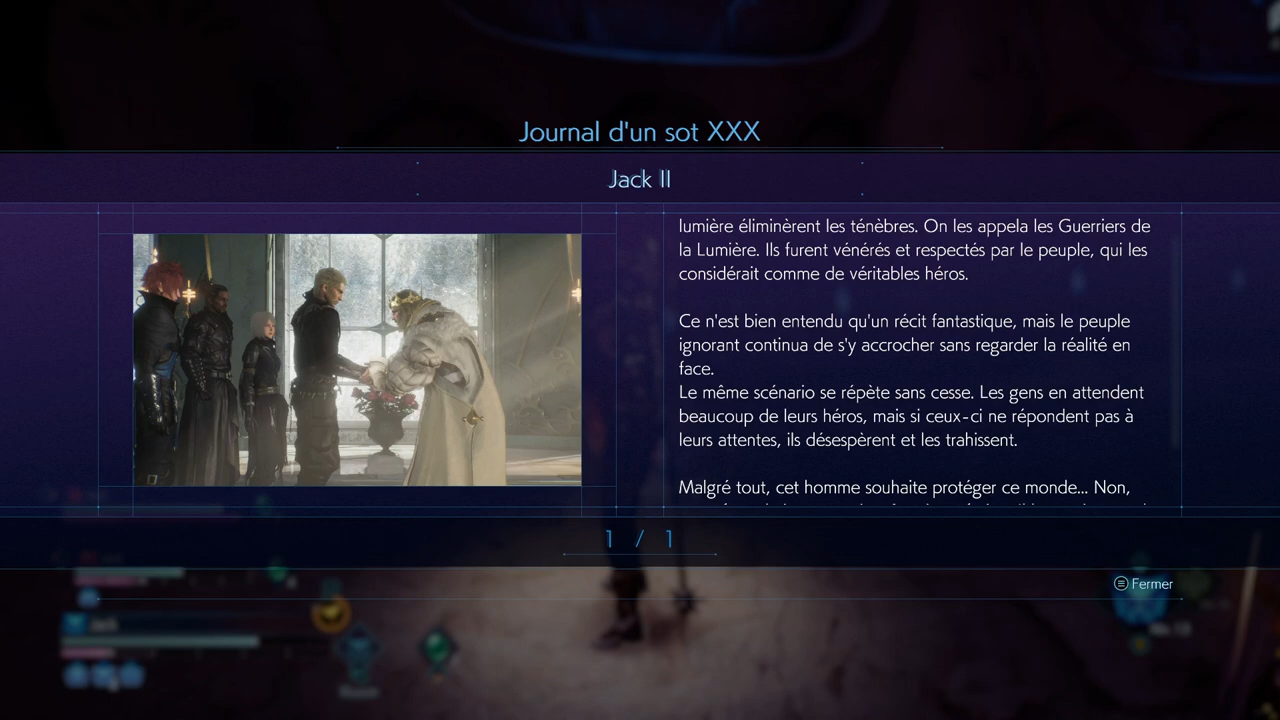 Journal d'un sot XXX
Jack II
lumière éliminèrent les ténèbres. On les appela les Guerriers de
la Lumière. Ils furent vénérés et respectés par le peuple, qui les
considérait comme de véritables héros.
Ce n'est bien entendu qu'un récit fantastique, mais le peuple
ignorant continua de s'y accrocher sans regarder la réalité en
face.
Le même scénario se répète sans cesse. Les gens en attendent
beaucoup de leurs héros, mais si ceux-ci ne répondent pas à
leurs attentes, ils désespèrent et les trahissent.
Malgré tout, cet homme souhaite protéger ce monde... Non,
1 / 1
Fermer